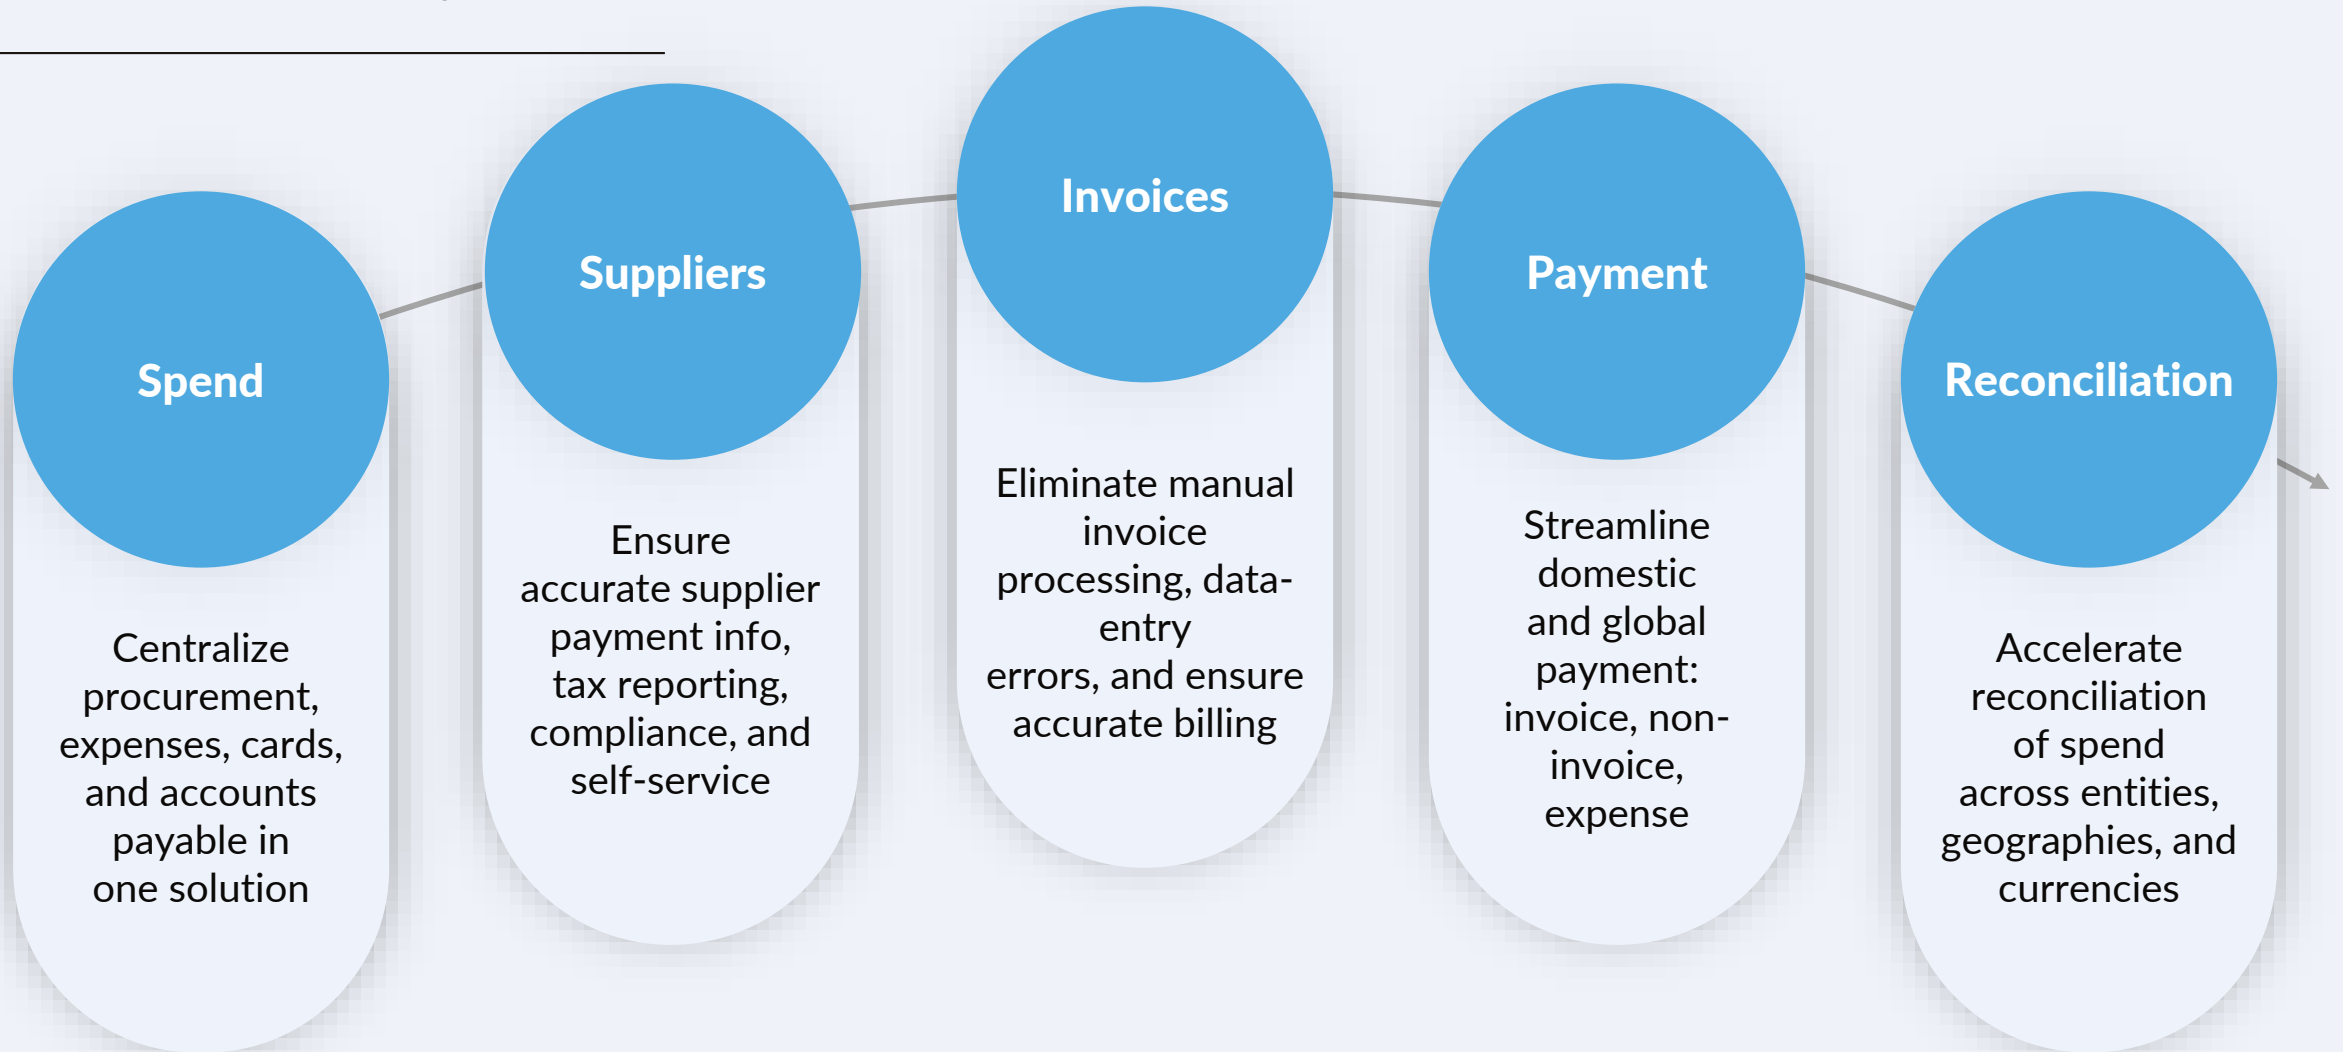 Spend
Centralize
procurement,
expenses, cards,
and accounts
payable in
one solution
Suppliers
Ensure
accurate supplier
payment info,
tax reporting,
compliance, and
self-service
Invoices
Eliminate manual
invoice
processing, data-
entry
errors, and ensure
accurate billing
Payment
Streamline
domestic
and global
payment:
invoice, non-
invoice,
expense
Reconciliation
Accelerate
reconciliation
of spend
across entities,
geographies, and
currencies